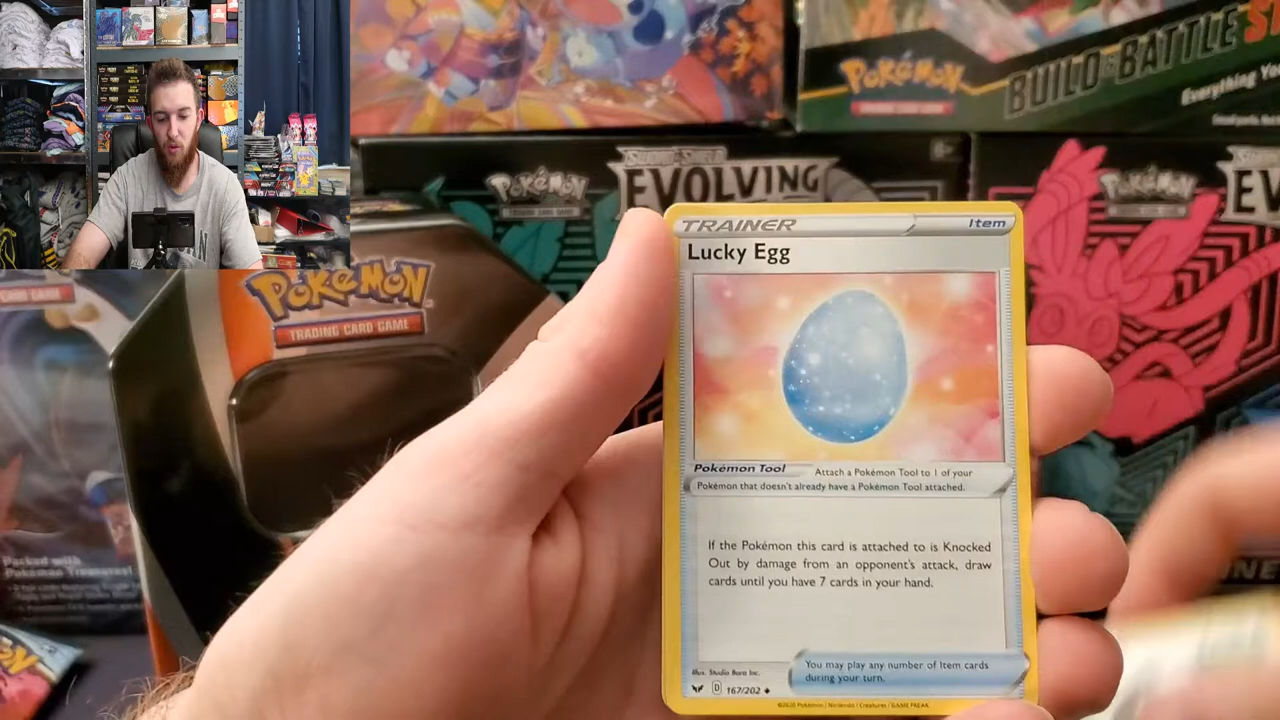 Pokémon
BUILD & BATTLE
Everything You
Pokémon
EVOLVING
Pokémon
EV
CARD GAME
POKéMON
TRADING CARD GAME
Packed with
Pokémon Treasures!
TRAINER
Item
Lucky Egg
Pokémon Tool
Attach a Pokémon Tool to 1 of your
Pokémon that doesn't already have a Pokémon Tool attached.
If the Pokémon this card is attached to is Knocked
Out by damage from an opponent's attack, draw
cards until you have 7 cards in your hand.
You may play any number of Item cards
during your turn.
Illus. Studio Bora Inc.
D 167/202
©2020 Pokémon / Nintendo / Creatures / GAME FREAK